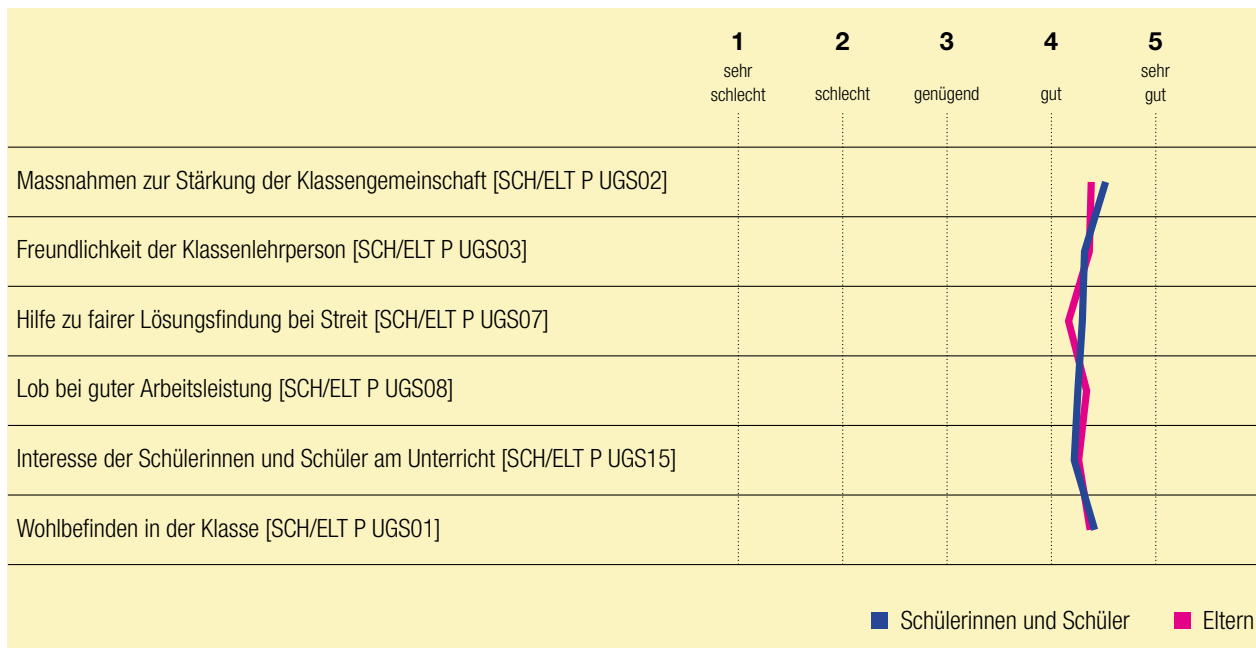 1 2 3 4 5
sehr schlecht schlecht genügend gut sehr gut
Massnahmen zur Stärkung der Klassengemeinschaft [SCH/ELT P UGS02]
Freundlichkeit der Klassenlehrperson [SCH/ELT P UGS03]
Hilfe zu fairer Lösungsfindung bei Streit [SCH/ELT P UGS07]
Lob bei guter Arbeitsleistung [SCH/ELT P UGS08]
Interesse der Schülerinnen und Schüler am Unterricht [SCH/ELT P UGS15]
Wohlbefinden in der Klasse [SCH/ELT P UGS01]
Schülerinnen und Schüler Eltern